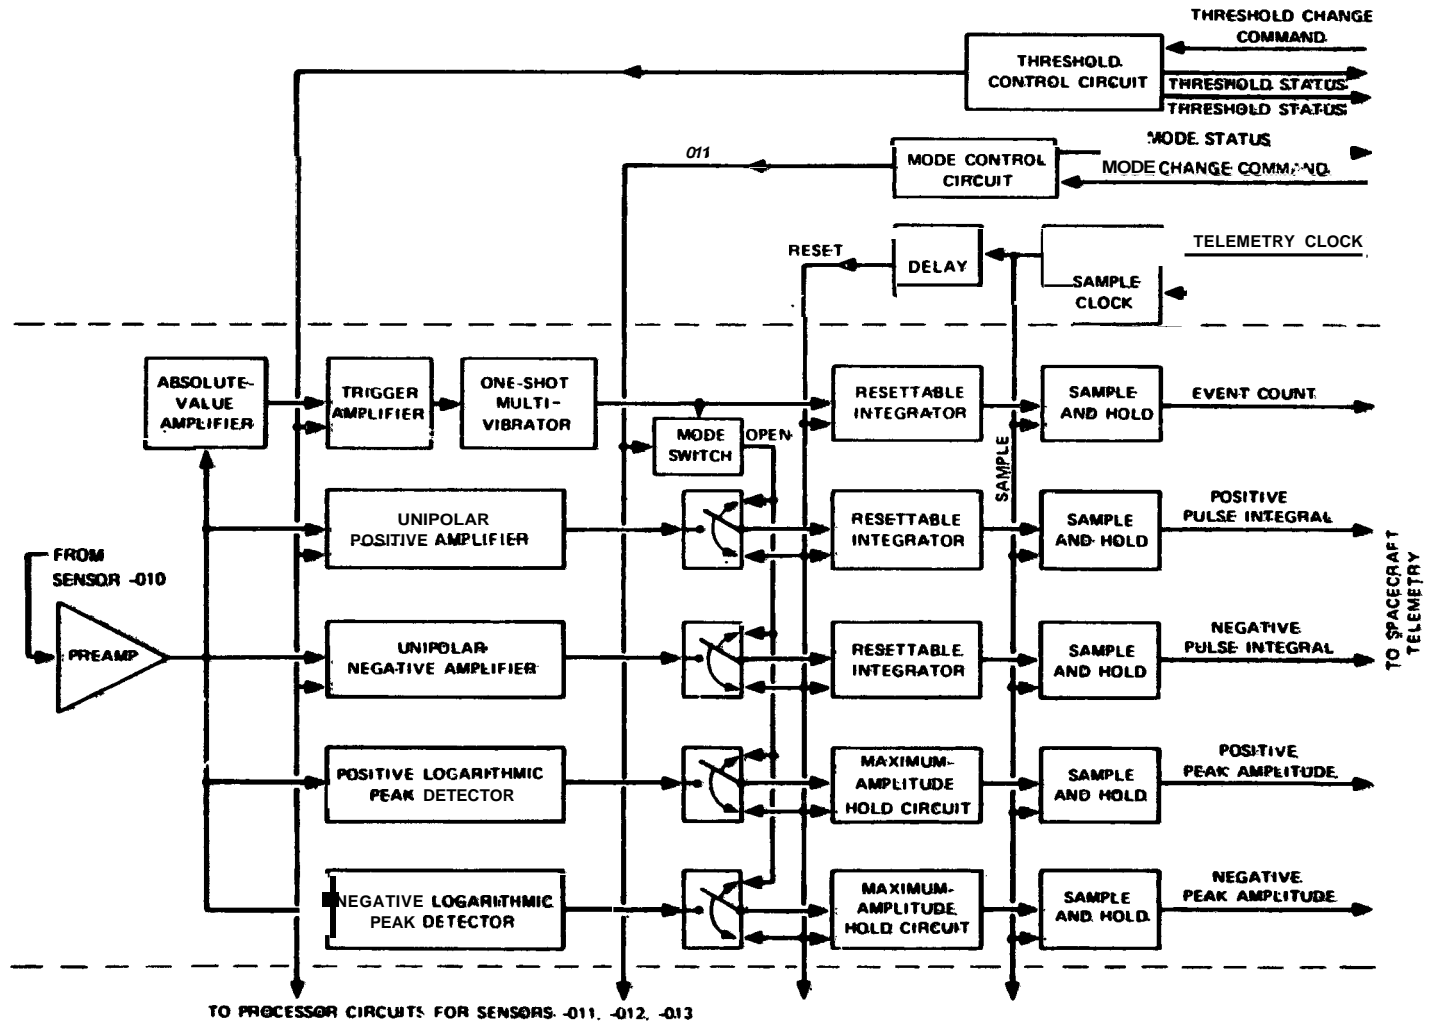 THRESHOLD CHANGE
COMMAND
THRESHOLD
CONTROL CIRCUIT
THRESHOLD STATUS
THRESHOLD STATUS
MODE STATUS
011
MODE CONTROL
CIRCUIT
MODE CHANGE COMMAND
RESET
DELAY
TELEMETRY CLOCK
SAMPLE
CLOCK
ABSOLUTE-
VALUE
AMPLIFIER
TRIGGER
AMPLIFIER
ONE-SHOT
MULTI-
VIBRATOR
MODE
SWITCH
OPEN
RESETTABLE
INTEGRATOR
SAMPLE
SAMPLE
AND HOLD
EVENT COUNT
UNIPOLAR
POSITIVE AMPLIFIER
RESETTABLE
INTEGRATOR
SAMPLE
AND HOLD
POSITIVE
PULSE INTEGRAL
FROM
SENSOR -010
PREAMP
UNIPOLAR
NEGATIVE AMPLIFIER
RESETTABLE
INTEGRATOR
SAMPLE
AND HOLD
NEGATIVE
PULSE INTEGRAL
TO SPACECRAFT
TELEMETRY
POSITIVE LOGARITHMIC
PEAK DETECTOR
MAXIMUM-
AMPLITUDE
HOLD CIRCUIT
SAMPLE
AND HOLD
POSITIVE
PEAK AMPLITUDE
NEGATIVE LOGARITHMIC
PEAK DETECTOR
MAXIMUM-
AMPLITUDE
HOLD CIRCUIT
SAMPLE
AND HOLD
NEGATIVE
PEAK AMPLITUDE
TO PROCESSOR CIRCUITS FOR SENSORS -011, -012, -013